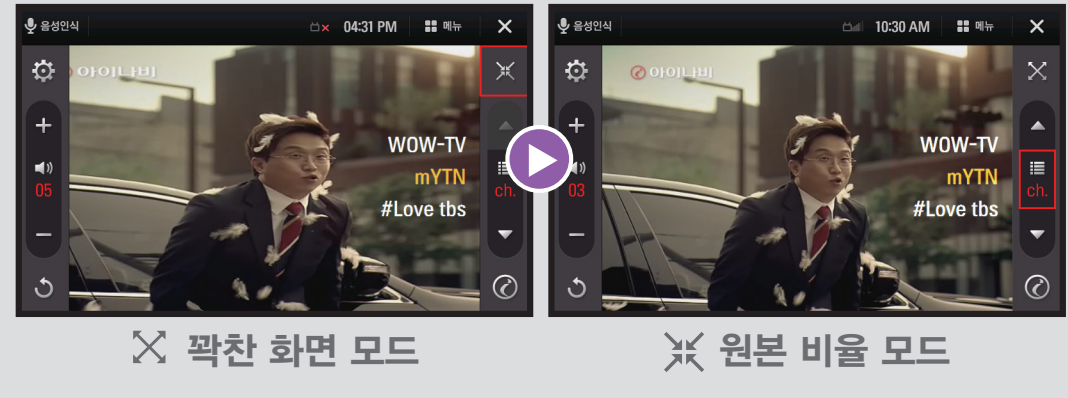 음성인식 04:31 PM 메뉴
아이나비
WOW-TV
mYTN
#Love tbs
05
ch.
꽉찬 화면 모드
음성인식 10:30 AM 메뉴
아이나비
WOW-TV
mYTN
#Love tbs
03
ch.
원본 비율 모드